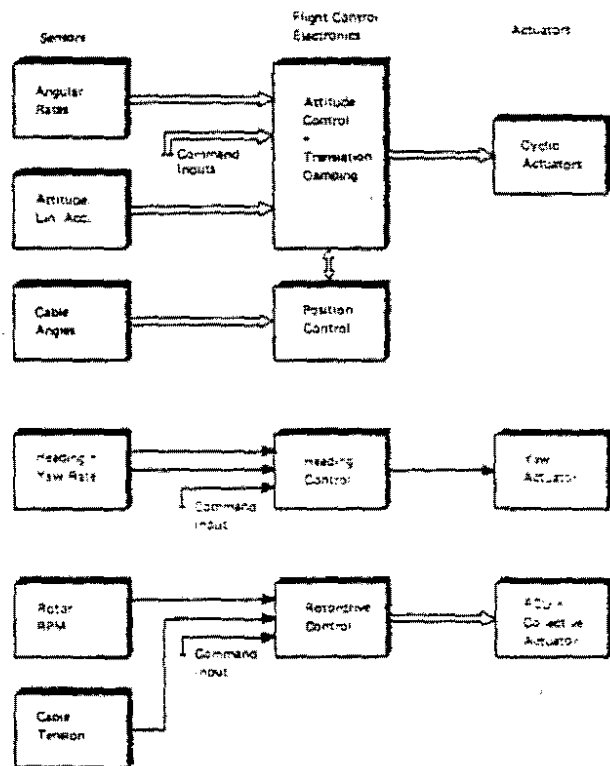 Sensors
Flight Control
Electronics
Actuators
Angular
Rates
Attitude
Control
+
Translation
Damping
Command
Inputs
Cyclic
Actuators
Attitude,
Lin. Acc.
Cable
Angles
Position
Control
Heading +
Yaw Rate
Heading
Control
Yaw
Actuator
Command
Input
Rotor
RPM
Rotordrive
Control
Collective
Actuator
Command
Input
Cable
Tension